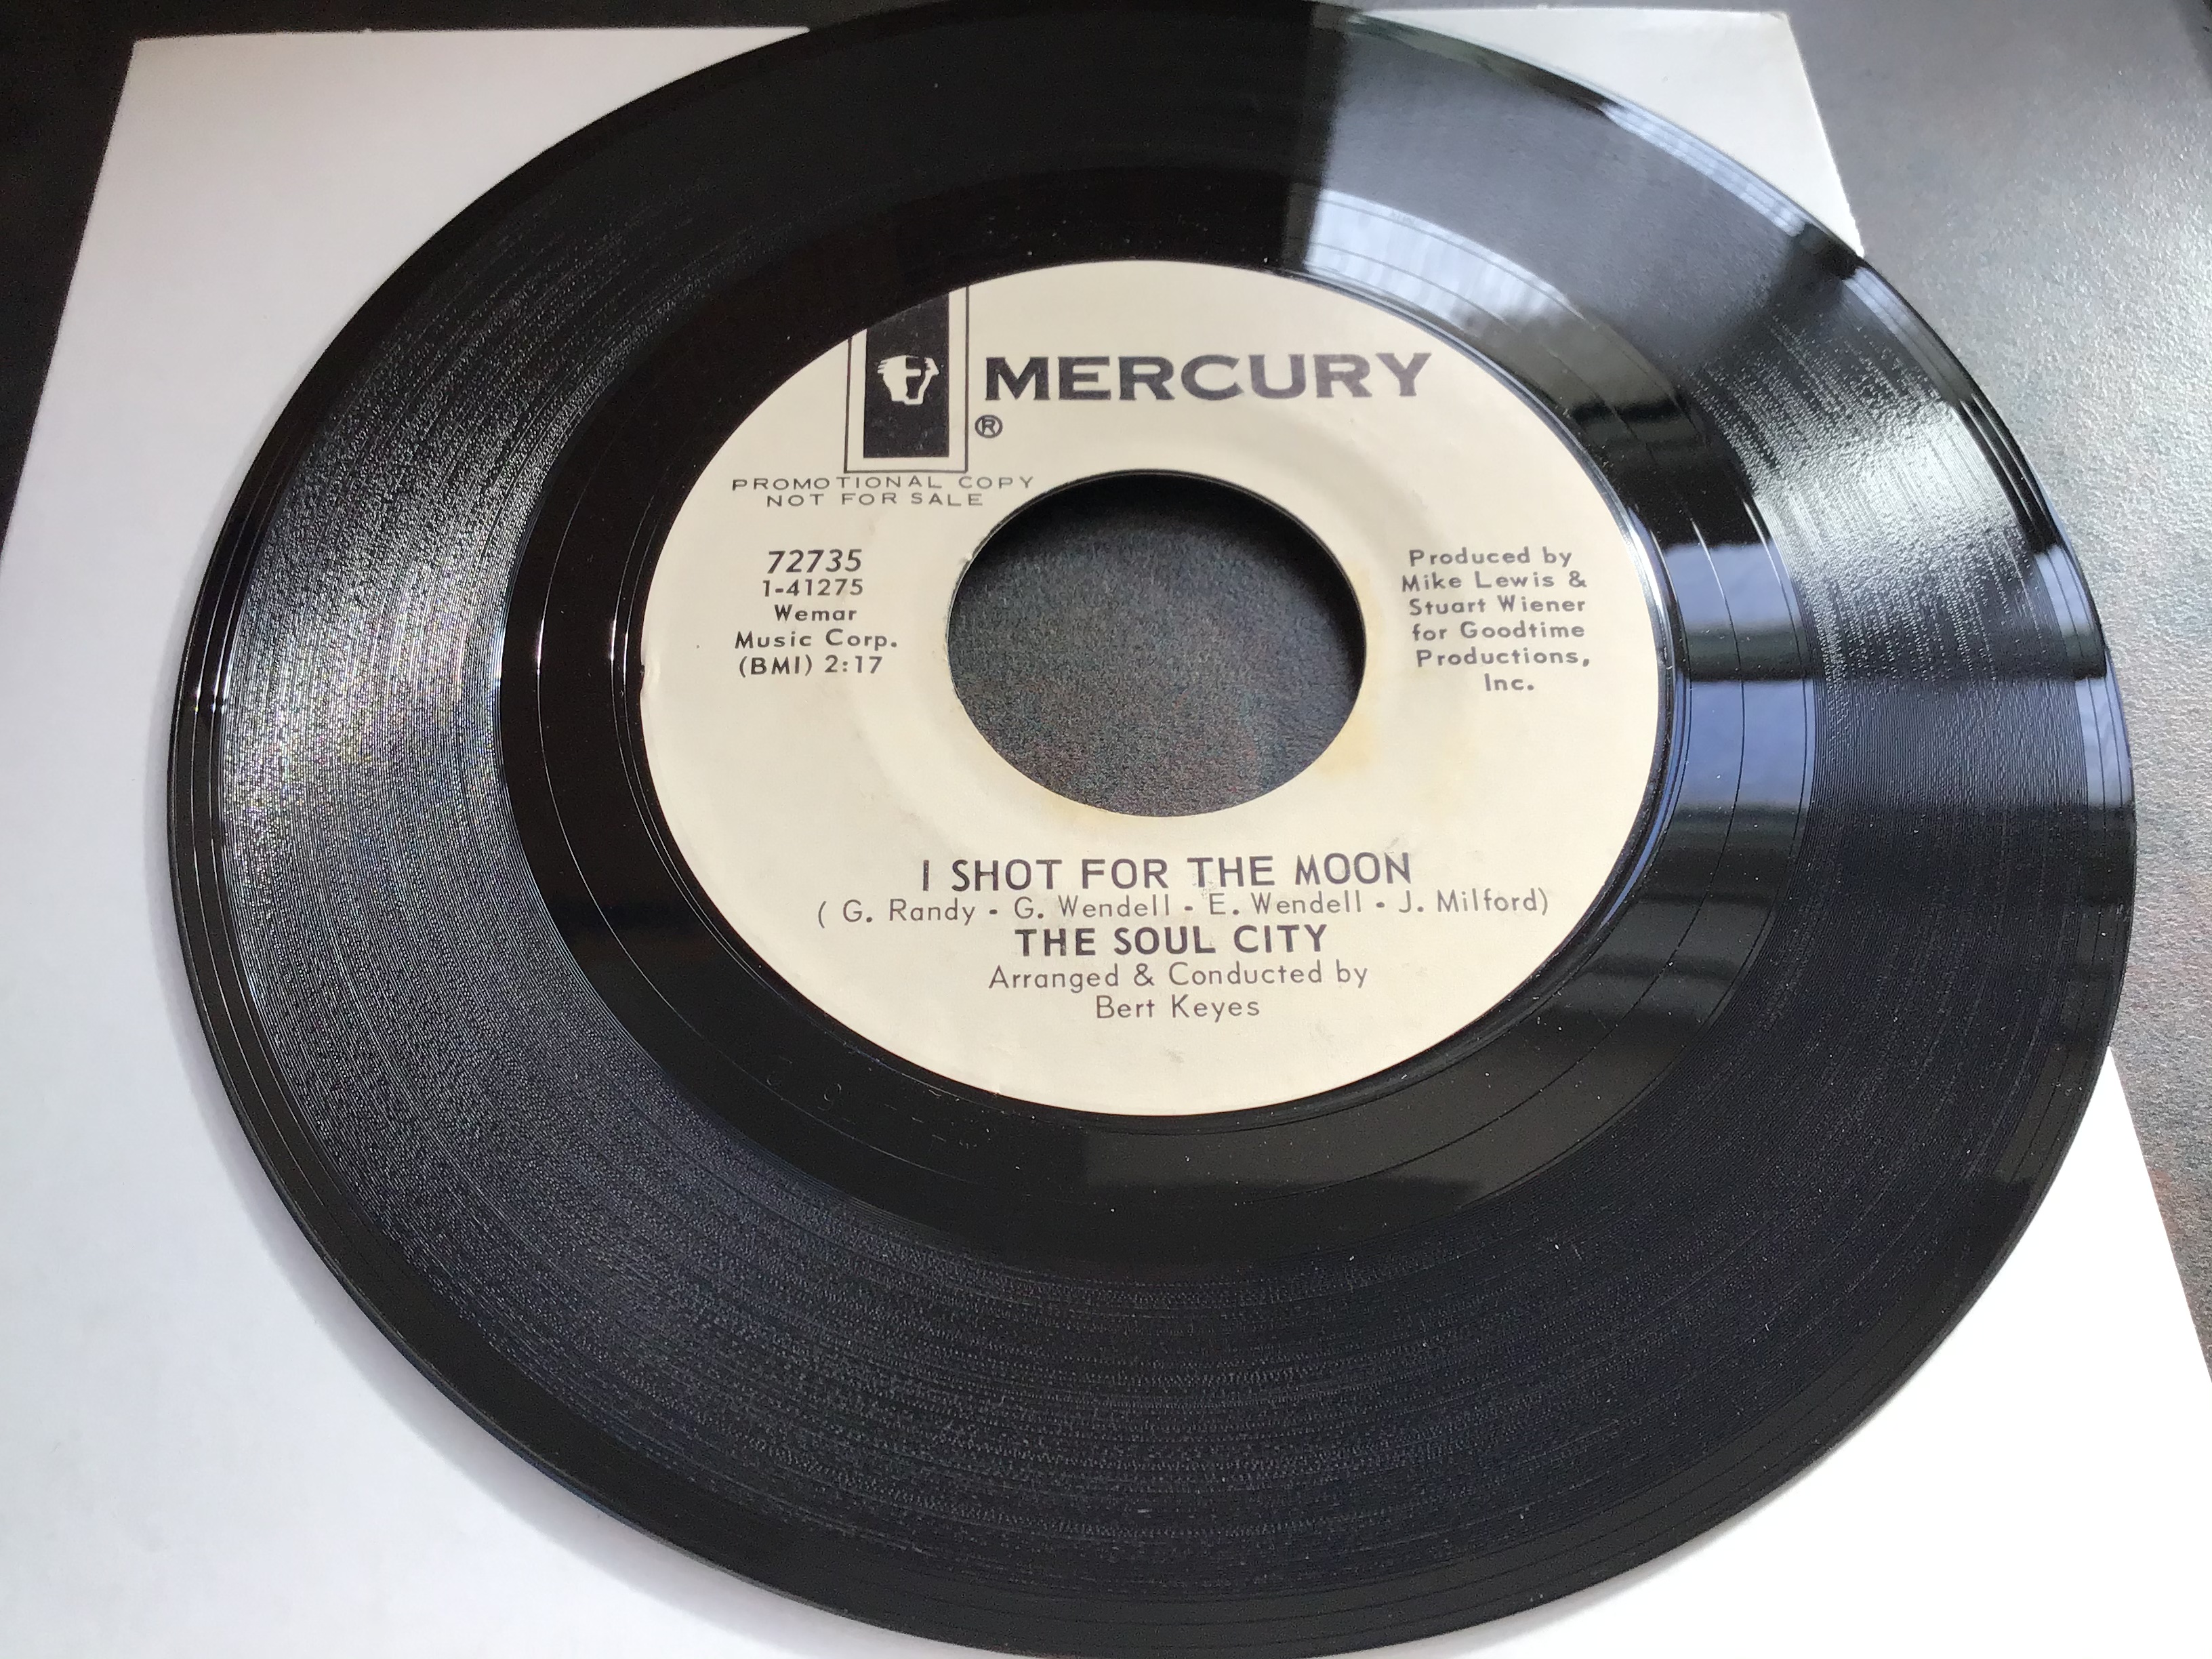 MERCURY
®
PROMOTIONAL COPY
NOT FOR SALE
72735
1-41275
Wemar
Music Corp.
(BMI) 2:17
Produced by
Mike Lewis &
Stuart Wiener
for Goodtime
Productions,
Inc.
I SHOT FOR THE MOON
( G. Randy - G. Wendell - E. Wendell - J. Milford)
THE SOUL CITY
Arranged & Conducted by
Bert Keyes